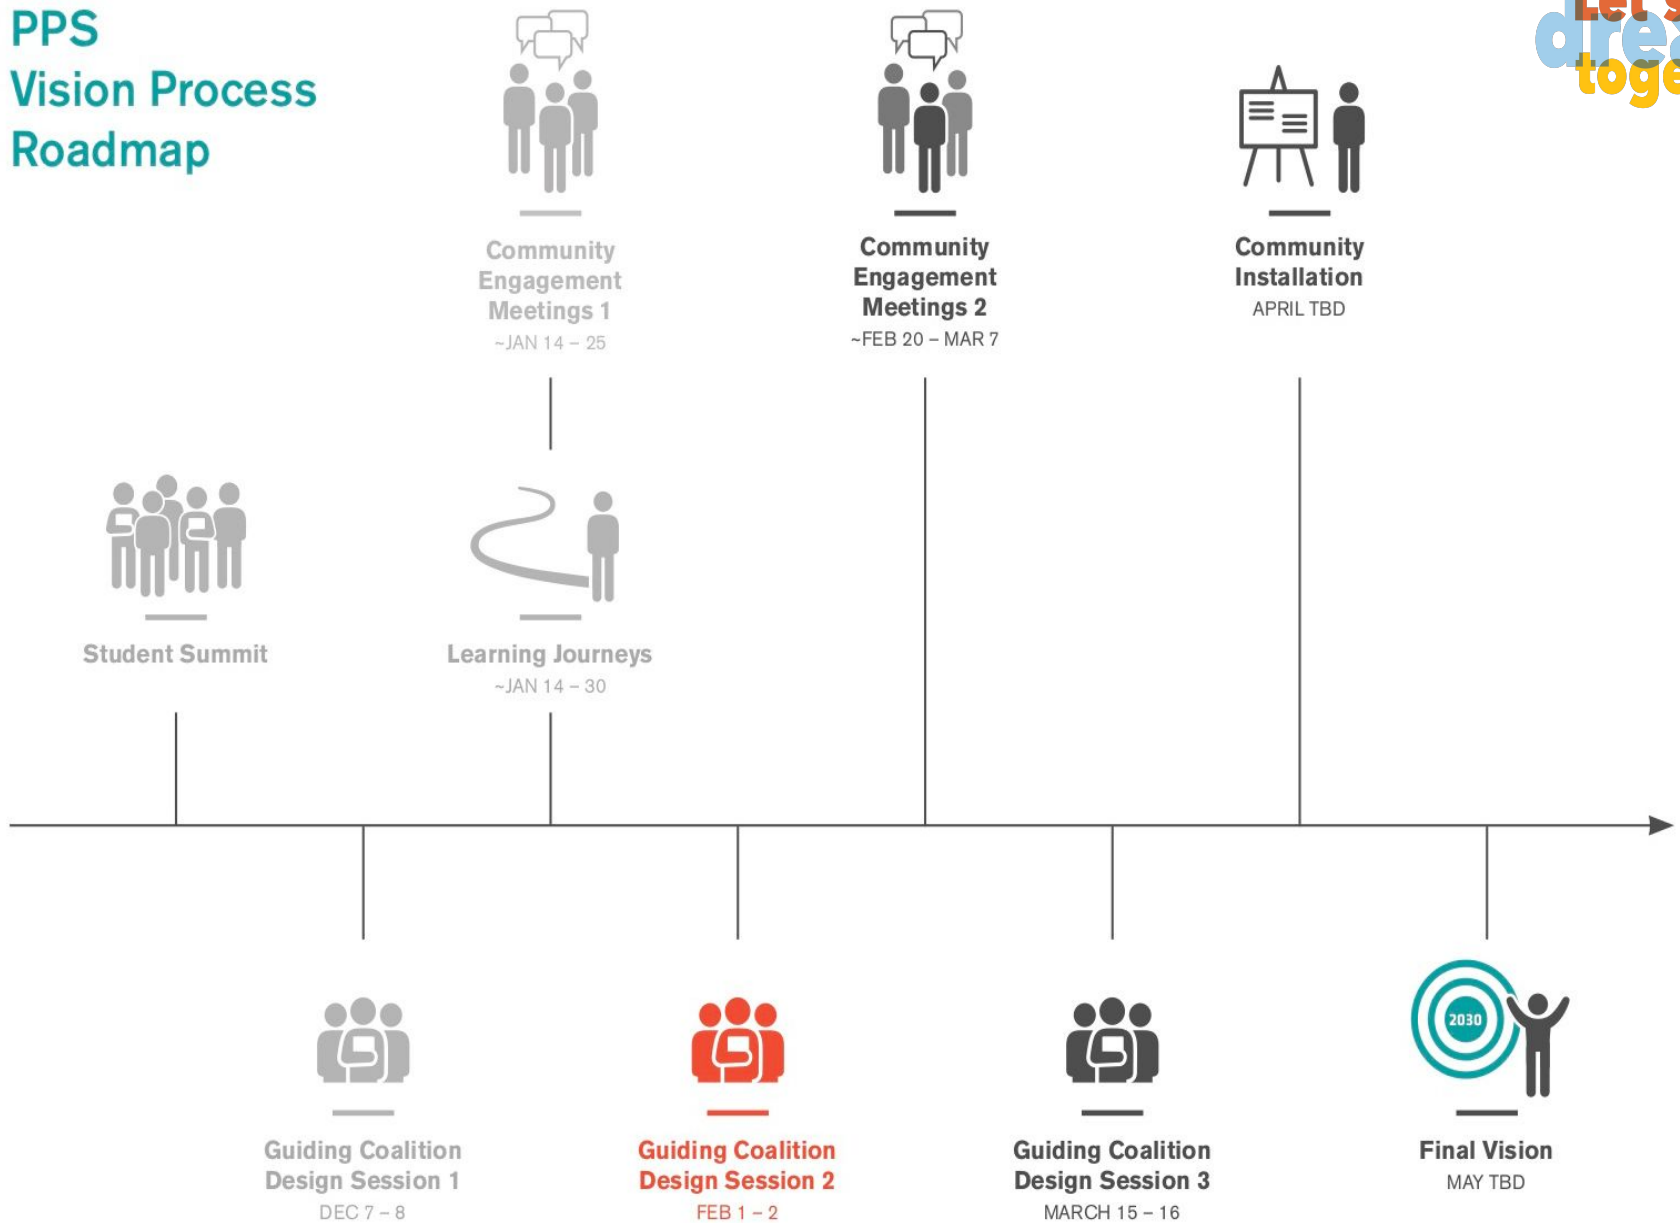 PPS
Vision Process
Roadmap
Community
Engagement
Meetings 1
~JAN 14 – 25
Community
Engagement
Meetings 2
~FEB 20 – MAR 7
Community
Installation
APRIL TBD
Student Summit
Learning Journeys
~JAN 14 – 30
Guiding Coalition
Design Session 1
DEC 7 – 8
Guiding Coalition
Design Session 2
FEB 1 – 2
Guiding Coalition
Design Session 3
MARCH 15 – 16
2030
Final Vision
MAY TBD